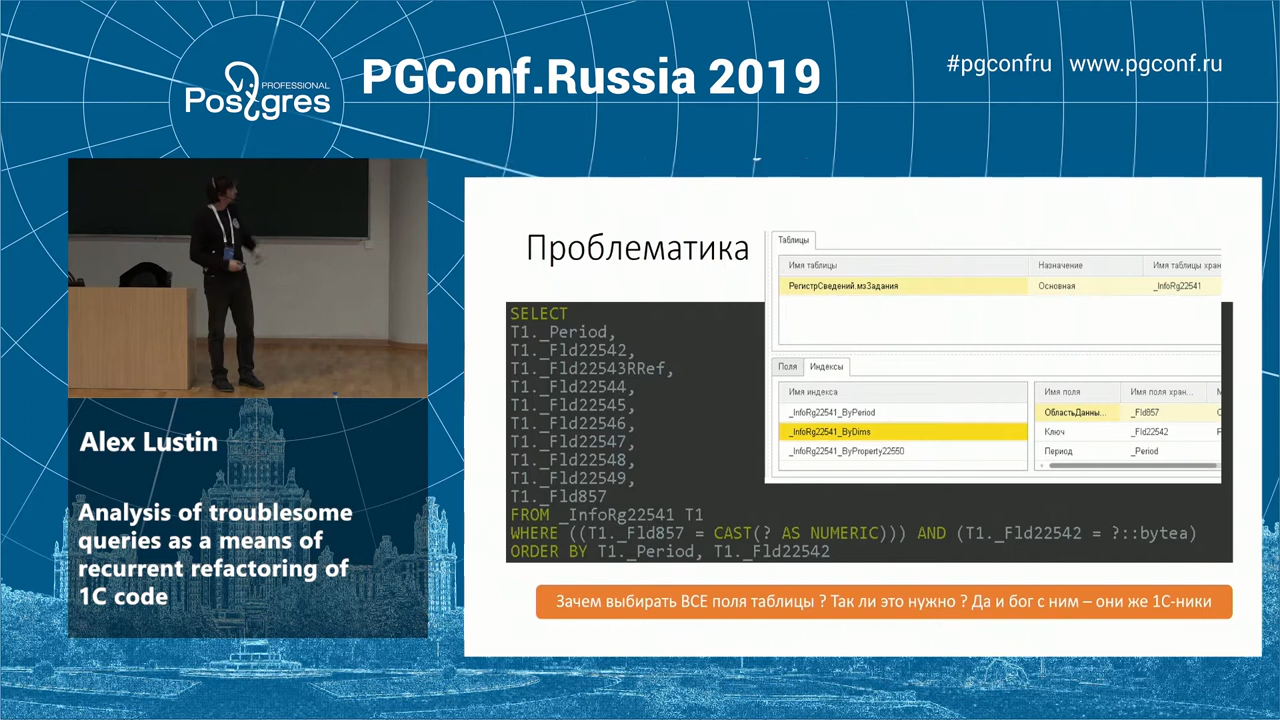 PROFESSIONAL
Postgres
PGConf.Russia 2019
#pgconfru www.pgconf.ru
Alex Lustin
Analysis of troublesome
queries as a means of
recurrent refactoring of
1C code
Проблематика
Таблицы
Имя таблицы Назначение Имя таблицы хран
РегистрСведений.мзЗадания Основная _InfoRg22541
Поля Индексы
Имя индекса
_InfoRg22541_ByPeriod
_InfoRg22541_ByDims
_InfoRg22541_ByProperty22550
Имя поля Имя поля хран...
ОбластьДанны... _Fld857
Ключ _Fld22542
Период _Period
SELECT
T1._Period,
T1._Fld22542,
T1._Fld22543RRef,
T1._Fld22544,
T1._Fld22545,
T1._Fld22546,
T1._Fld22547,
T1._Fld22548,
T1._Fld22549,
T1._Fld857
FROM _InfoRg22541 T1
WHERE ((T1._Fld857 = CAST(? AS NUMERIC))) AND (T1._Fld22542 = ?::bytea)
ORDER BY T1._Period, T1._Fld22542
Зачем выбирать ВСЕ поля таблицы ? Так ли это нужно ? Да и бог с ним – они же 1С-ники